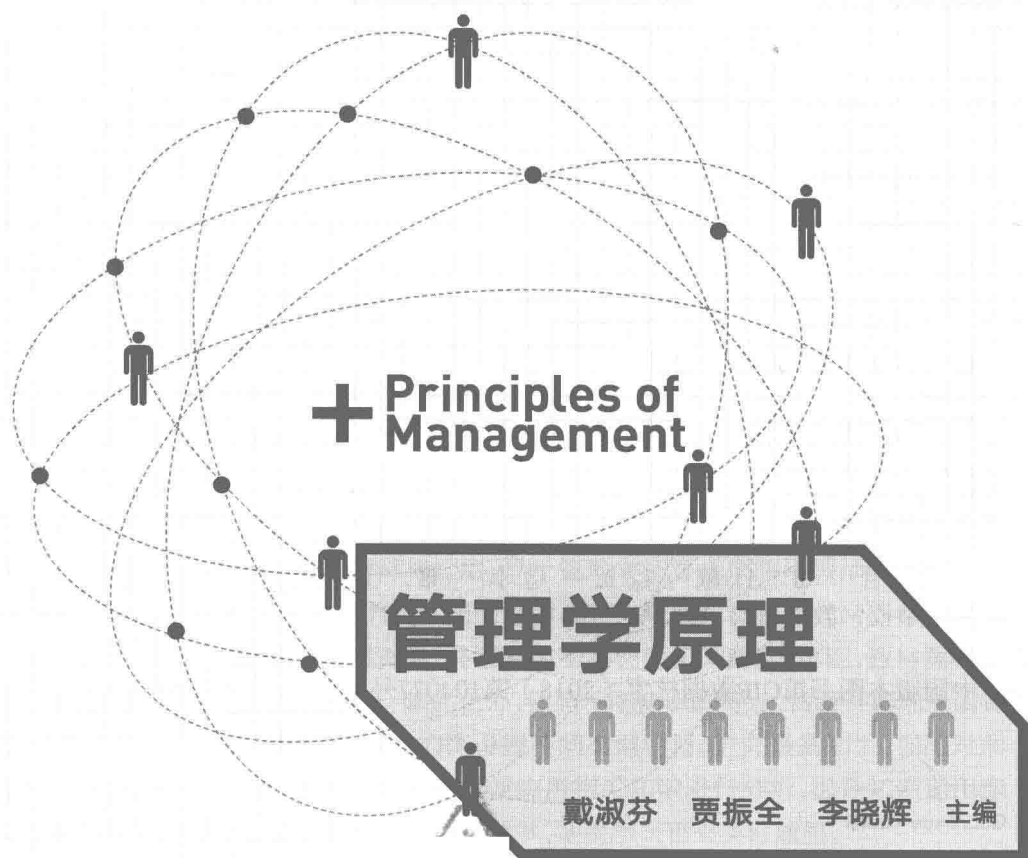 + Principles of
Management
管理学原理
戴淑芬 贾振全 李晓辉 主编